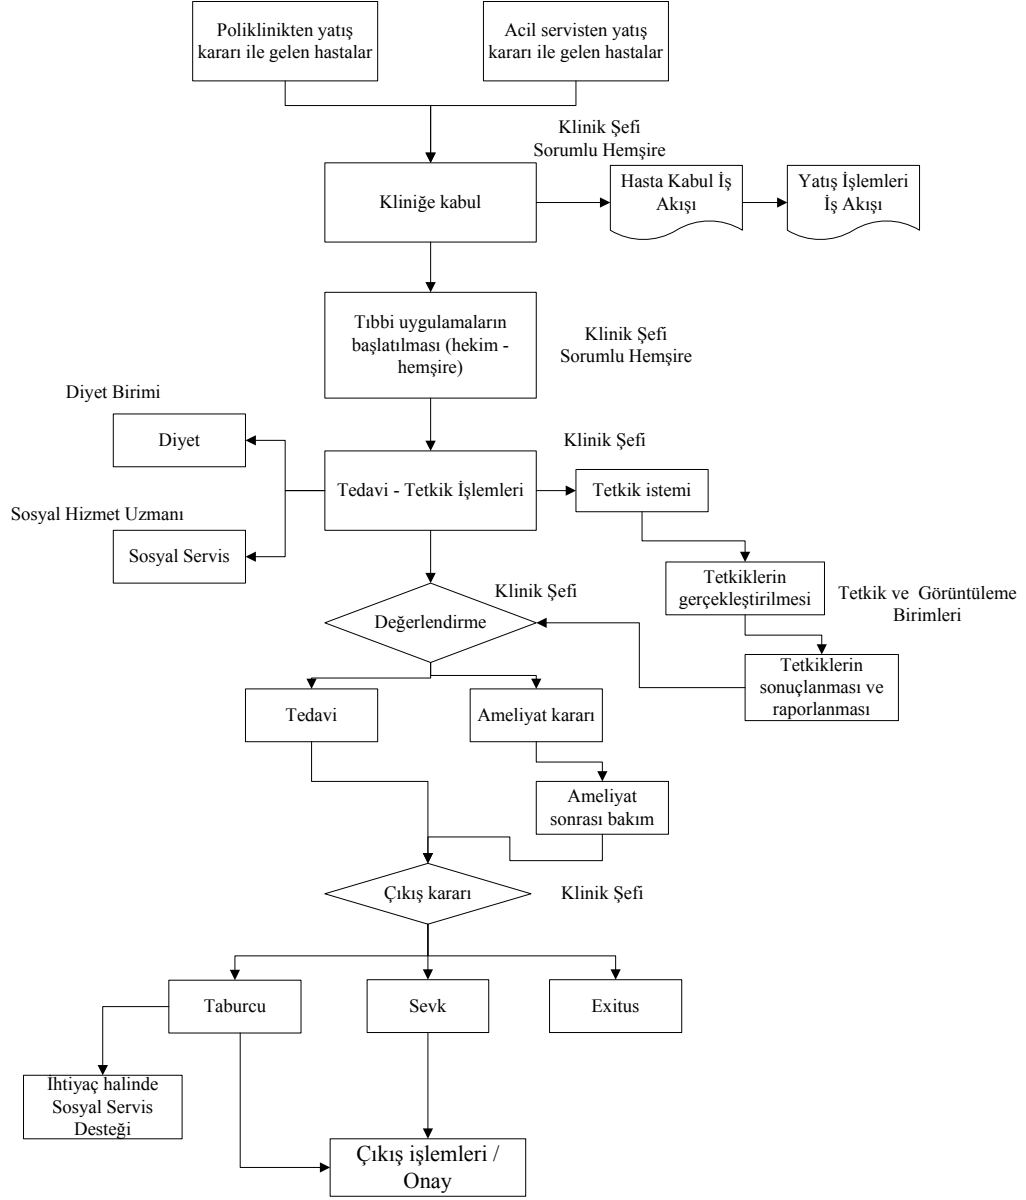 Poliklinikten yatış
kararı ile gelen hastalar
Acil servisten yatış
kararı ile gelen hastalar
Klinik Şefi
Sorumlu Hemşire
Kliniğe kabul
Hasta Kabul İş
Akışı
Yatış İşlemleri
İş Akışı
Tıbbi uygulamaların
başlatılması (hekim -
hemşire)
Klinik Şefi
Sorumlu Hemşire
Diyet Birimi
Diyet
Klinik Şefi
Tedavi - Tetkik İşlemleri
Tetkik istemi
Sosyal Hizmet Uzmanı
Sosyal Servis
Tetkiklerin
gerçekleştirilmesi
Tetkik ve Görüntüleme
Birimleri
Klinik Şefi
Değerlendirme
Tetkiklerin
sonuçlanması ve
raporlanması
Tedavi
Ameliyat kararı
Ameliyat
sonrası bakım
Çıkış kararı
Klinik Şefi
Taburcu
Sevk
Exitus
İhtiyaç halinde
Sosyal Servis
Desteği
Çıkış işlemleri /
Onay